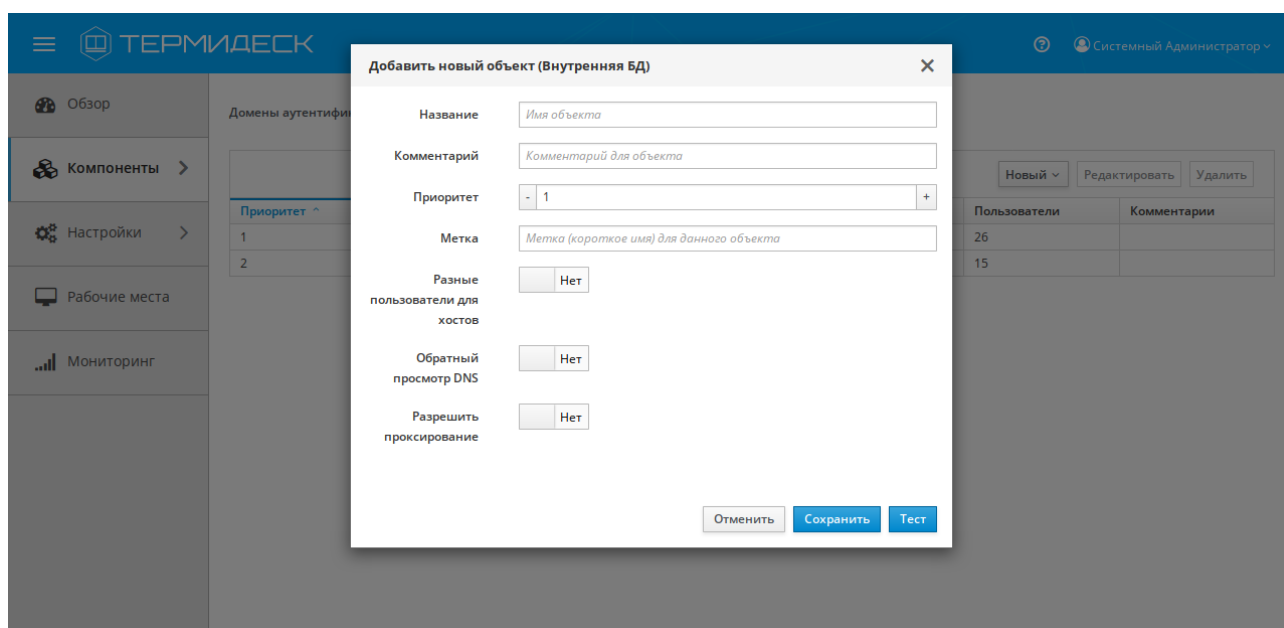 ТЕРМИДЕСК
Системный Администратор
Обзор
Компоненты
Настройки
Рабочие места
Мониторинг
Домены
Новый Редактировать Удалить
Приоритет Пользователи Комментарии
1 26
2 15
Добавить новый объект (Внутренняя БД)
Название Имя объекта
Комментарий Комментарий для объекта
Приоритет - 1 +
Метка Метка (короткое имя) для данного объекта
Разные Нет
пользователи для
хостов
Обратный Нет
просмотр DNS
Разрешить Нет
проксирование
Отменить Сохранить Тест